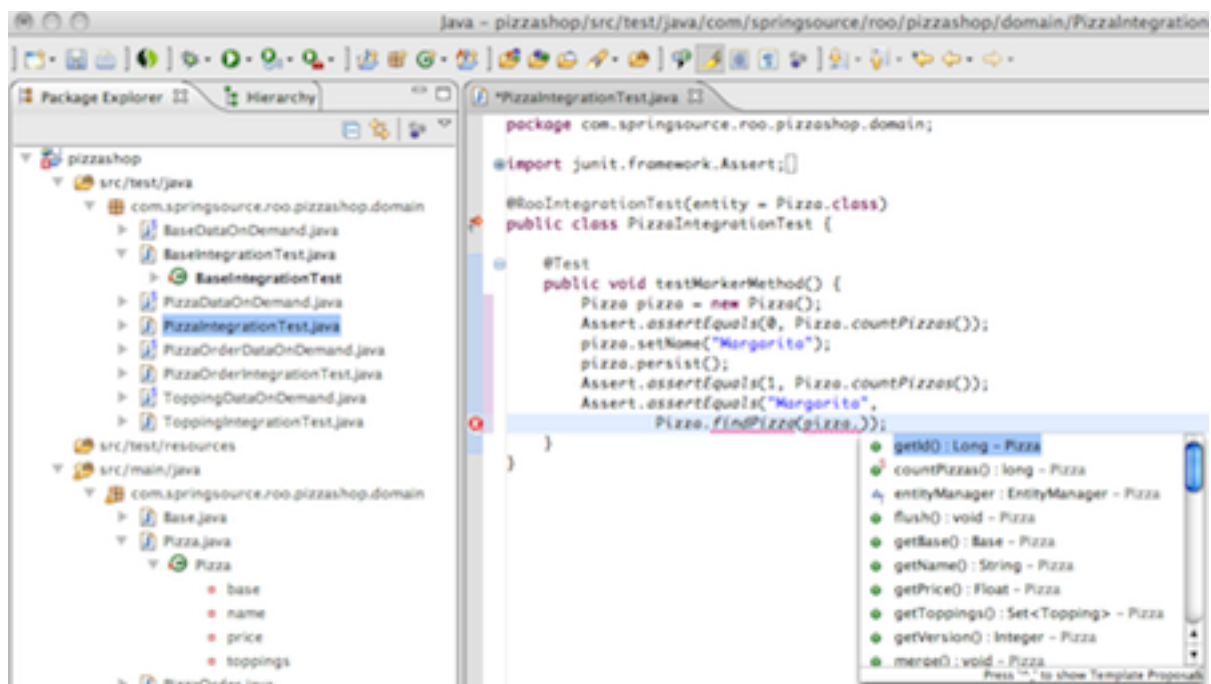 Java - pizzashop/src/test/java/com/springsource/roo/pizzashop/domain/PizzaIntegration
Package Explorer
Hierarchy
pizzashop
src/test/java
com.springsource.roo.pizzashop.domain
BaseDataOnDemand.java
BaseIntegrationTest.java
BaseIntegrationTest
PizzaDataOnDemand.java
PizzaIntegrationTest.java
PizzaOrderDataOnDemand.java
PizzaOrderIntegrationTest.java
ToppingDataOnDemand.java
ToppingIntegrationTest.java
src/test/resources
src/main/java
com.springsource.roo.pizzashop.domain
Base.java
Pizza.java
Pizza
base
name
price
toppings
PizzaOrder.java
*PizzaIntegrationTest.java
package com.springsource.roo.pizzashop.domain;
import junit.framework.Assert;
@RooIntegrationTest(entity = Pizza.class)
public class PizzaIntegrationTest {
@Test
public void testMarkerMethod() {
Pizza pizza = new Pizza();
Assert.assertEquals(0, Pizza.countPizzas());
pizza.setName("Margarita");
pizza.persist();
Assert.assertEquals(1, Pizza.countPizzas());
Assert.assertEquals("Margarita",
Pizza.findPizza(pizza.));
}
}
getId() : Long - Pizza
countPizzas() : long - Pizza
entityManager : EntityManager - Pizza
flush() : void - Pizza
getBase() : Base - Pizza
getName() : String - Pizza
getPrice() : Float - Pizza
getToppings() : Set<Topping> - Pizza
getVersion() : Integer - Pizza
merge() : void - Pizza
Press '^.' to show Template Proposals